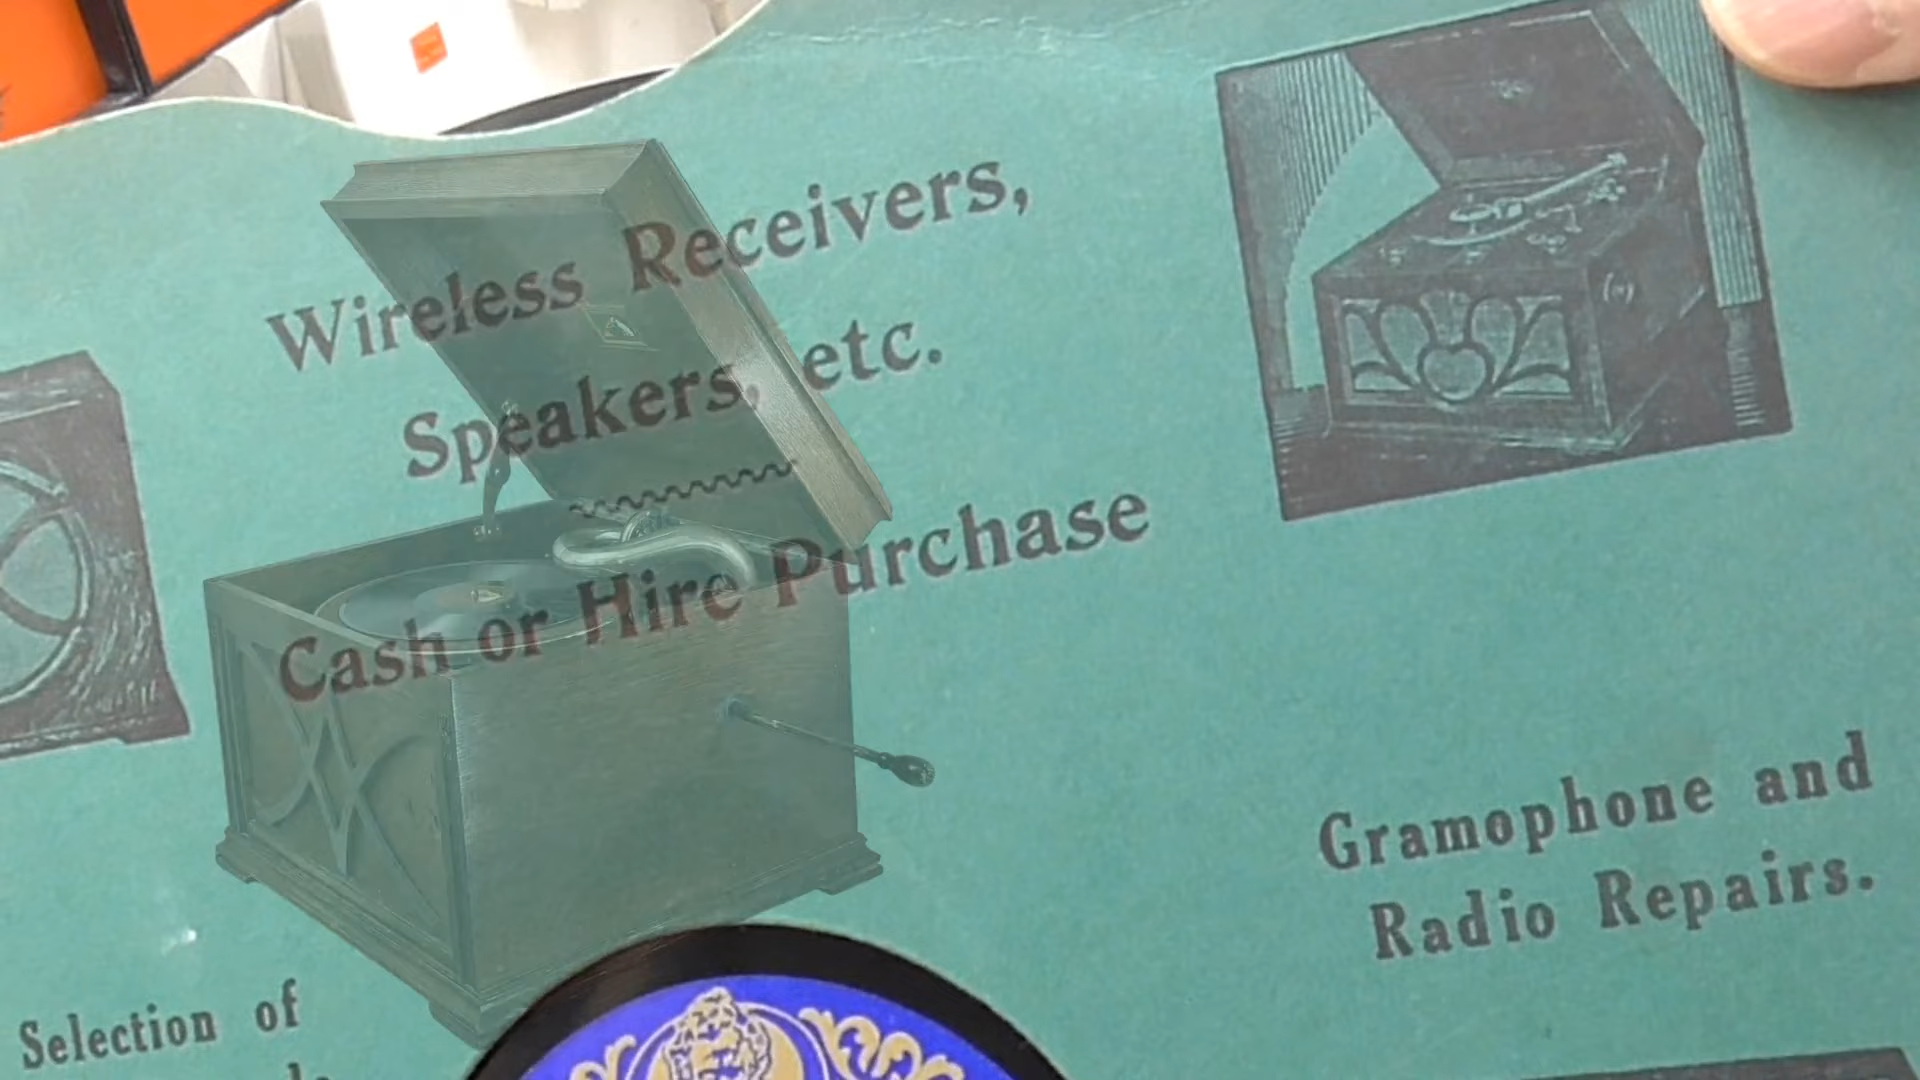 Wireless Receivers,
Speakers, etc.
Cash or Hire Purchase
Gramophone and
Radio Repairs.
Selection of